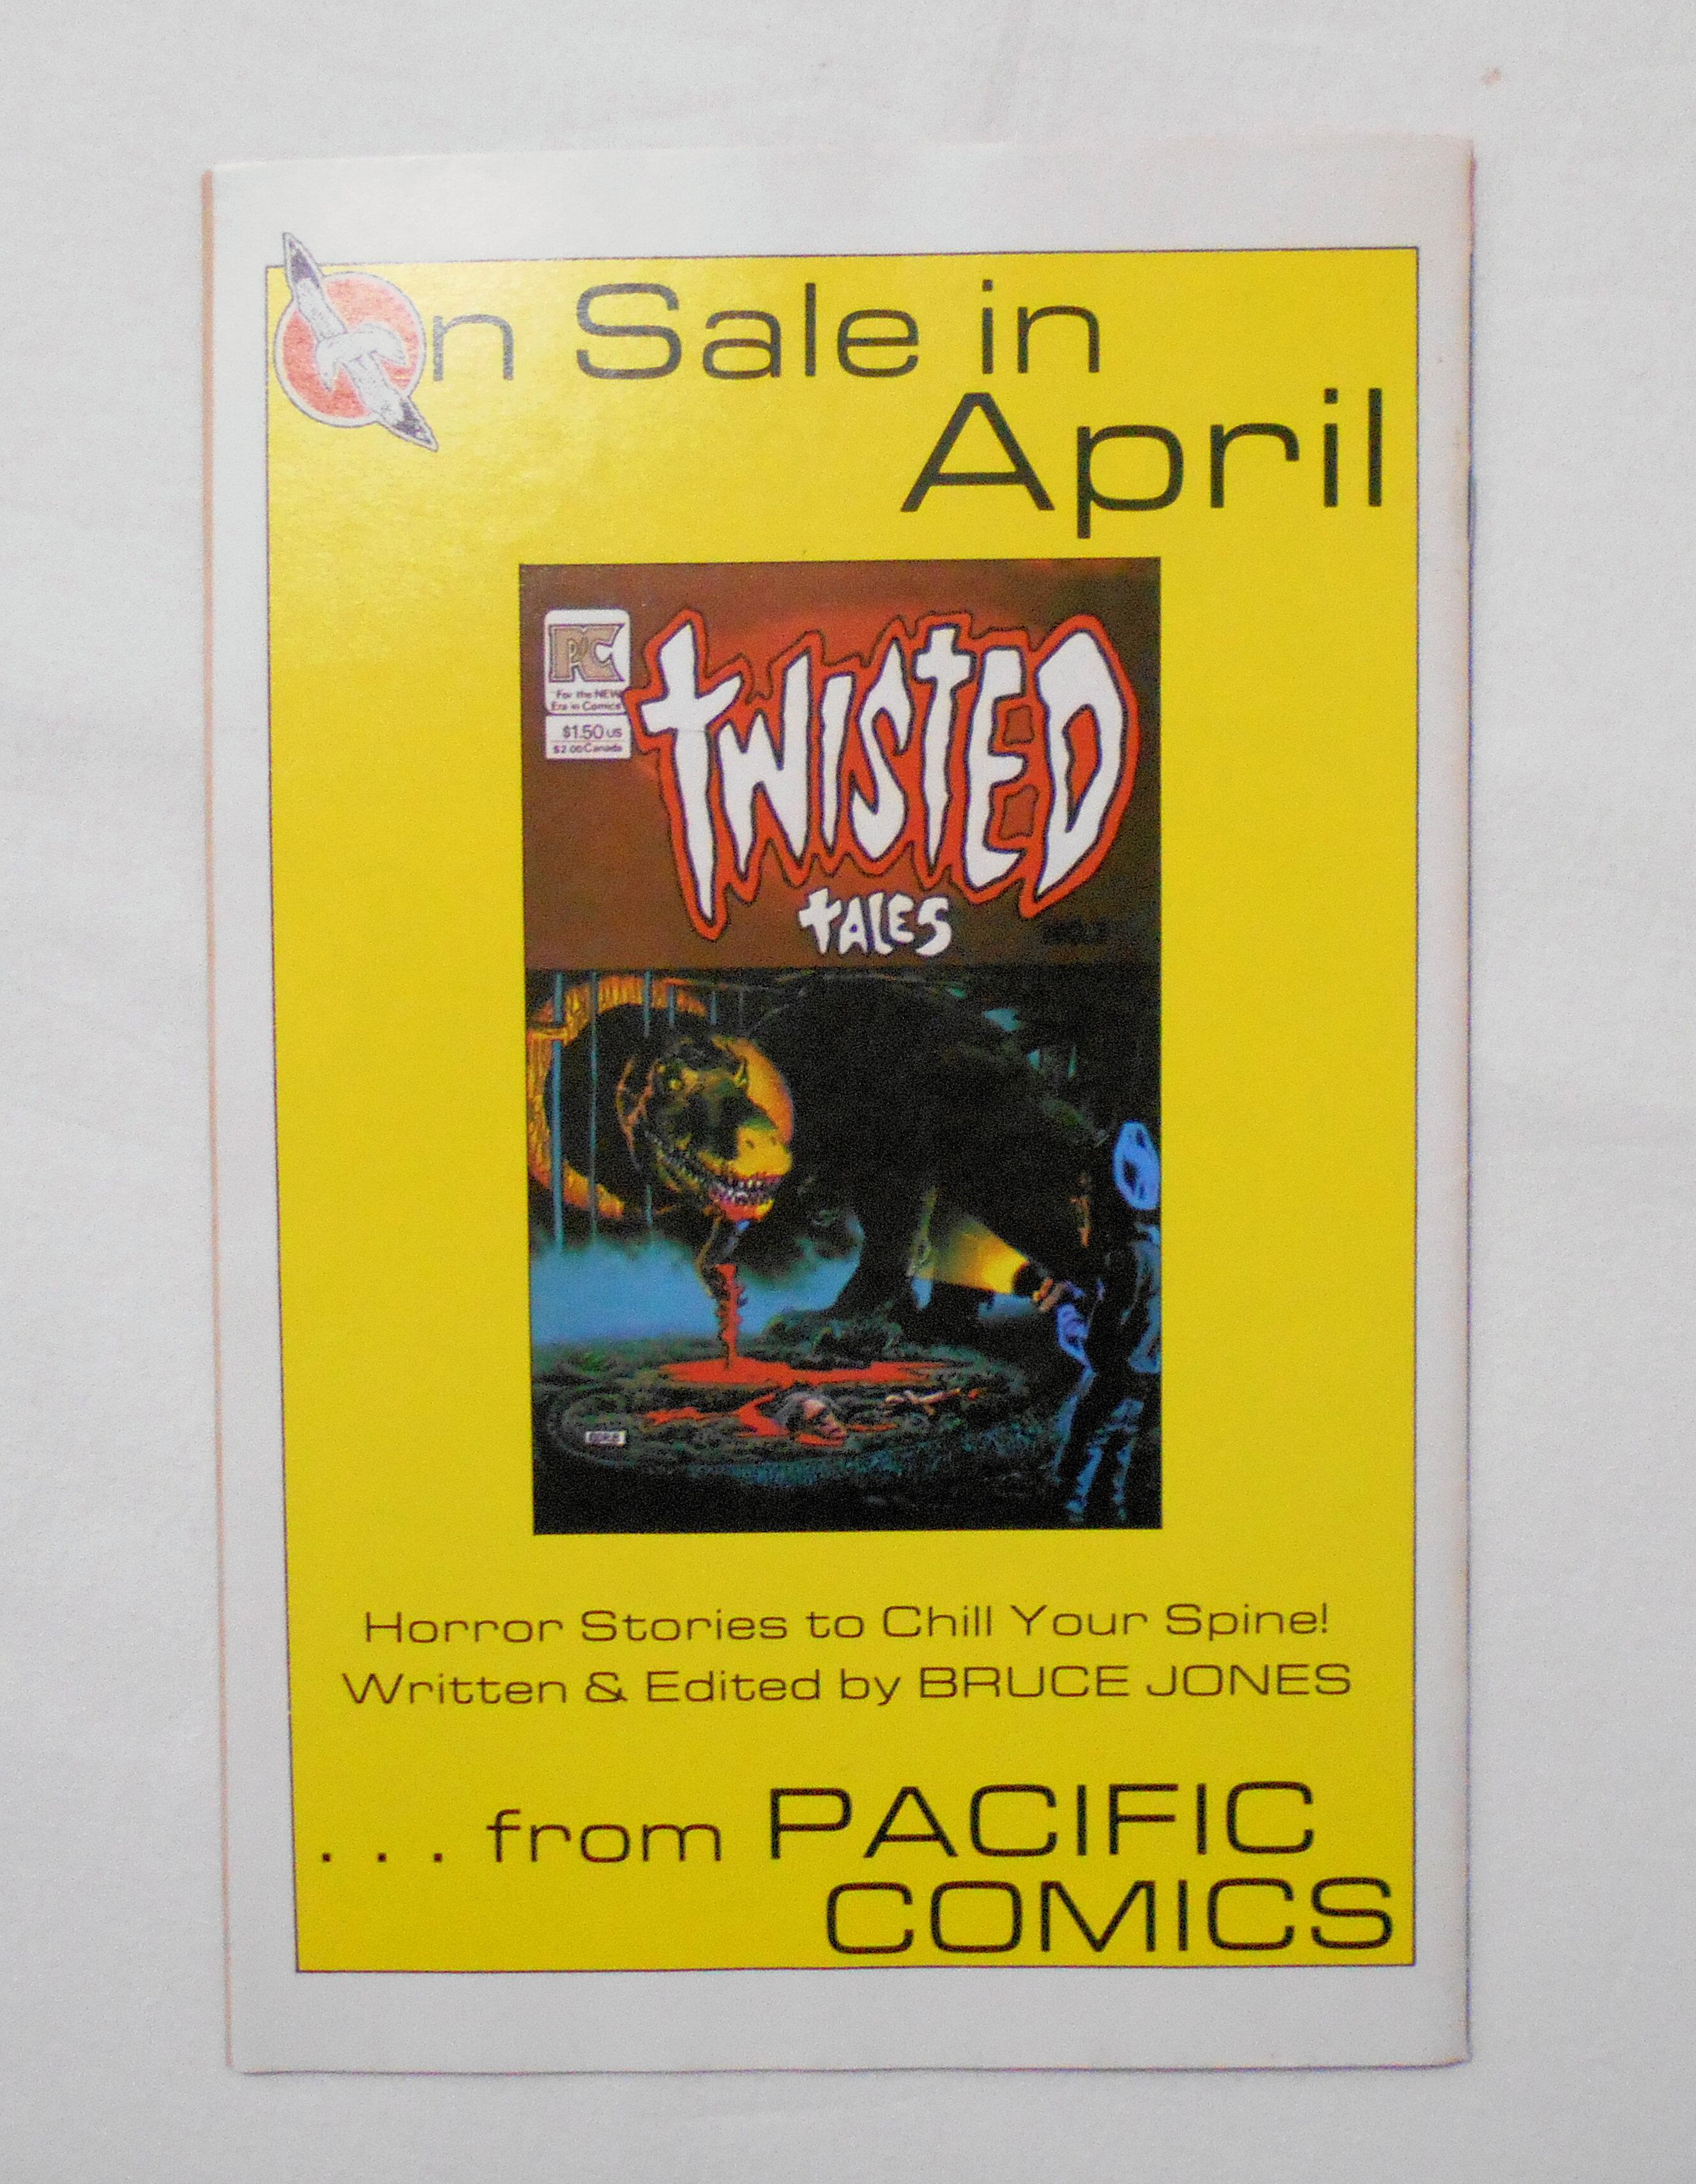 On Sale in
April
PC
"For the NEW
Era in Comics"
$1.50 US
$2.00 Canada
TWISTED
TALES
Horror Stories to Chill Your Spine!
Written & Edited by BRUCE JONES
. . . from PACIFIC
COMICS